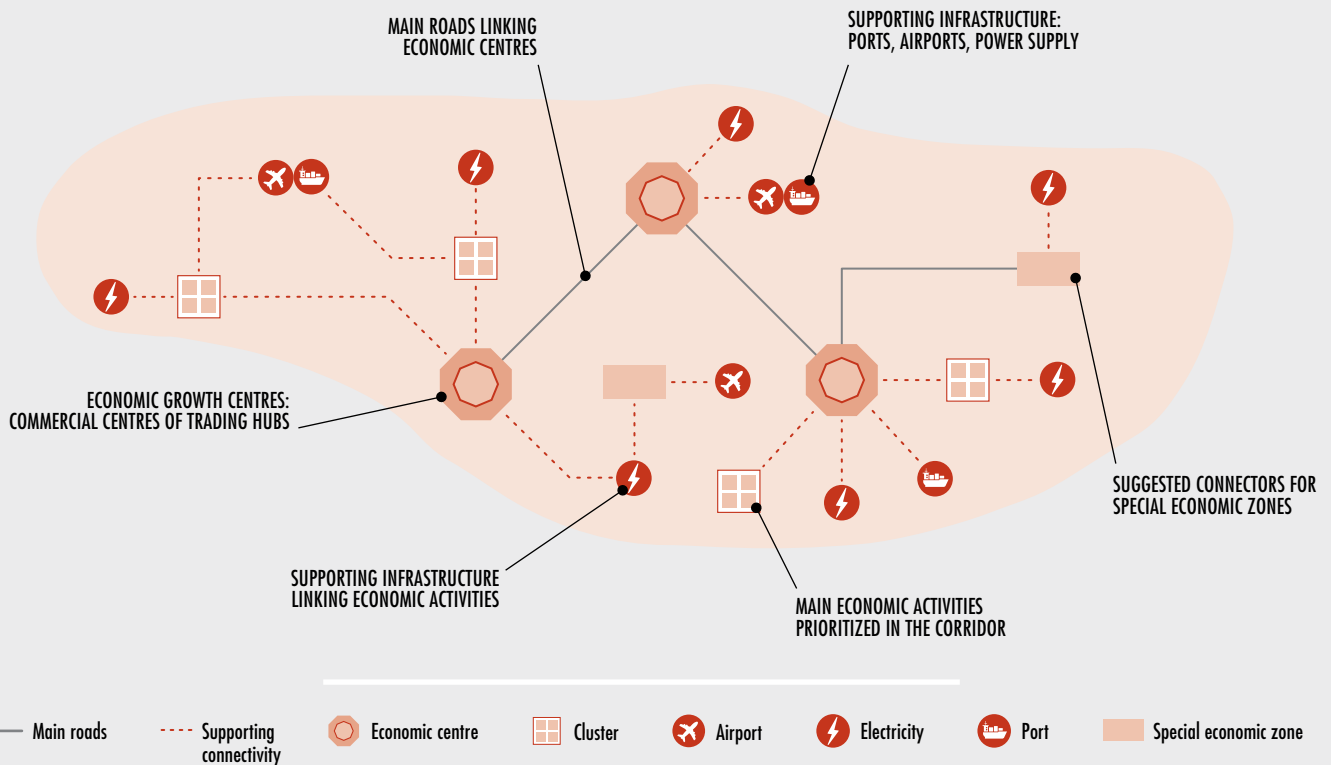 MAIN ROADS LINKING
ECONOMIC CENTRES
SUPPORTING INFRASTRUCTURE:
PORTS, AIRPORTS, POWER SUPPLY
ECONOMIC GROWTH CENTRES:
COMMERCIAL CENTRES OF TRADING HUBS
SUGGESTED CONNECTORS FOR
SPECIAL ECONOMIC ZONES
SUPPORTING INFRASTRUCTURE
LINKING ECONOMIC ACTIVITIES
MAIN ECONOMIC ACTIVITIES
PRIORITIZED IN THE CORRIDOR
Main roads
Supporting
connectivity
Economic centre
Cluster
Airport
Electricity
Port
Special economic zone